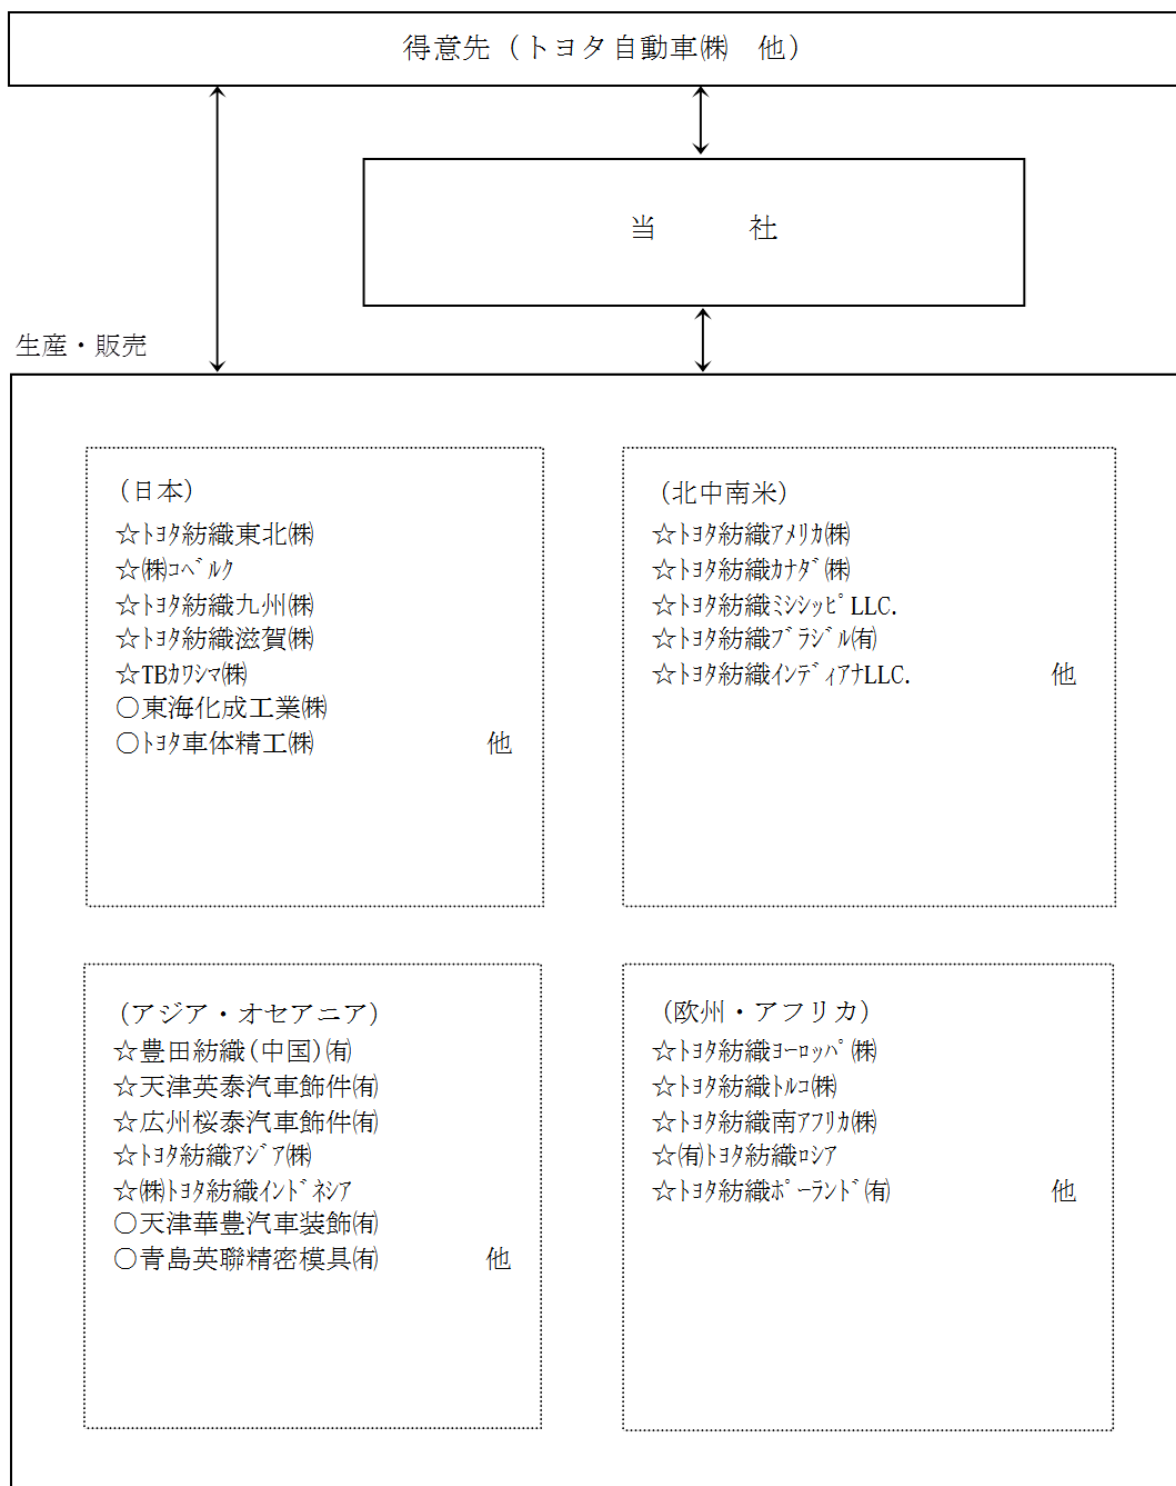 得意先（トヨタ自動車㈱　他）
当　　　社
生産・販売
（日本）
☆ﾄﾖﾀ紡織東北㈱
☆㈱ｺﾍﾞﾙｸ
☆ﾄﾖﾀ紡織九州㈱
☆ﾄﾖﾀ紡織滋賀㈱
☆TBｶﾜｼﾏ㈱
○東海化成工業㈱
○ﾄﾖﾀ車体精工㈱　　　　　他
（北中南米）
☆ﾄﾖﾀ紡織ｱﾒﾘｶ㈱
☆ﾄﾖﾀ紡織ｶﾅﾀﾞ㈱
☆ﾄﾖﾀ紡織ﾐｼｼｯﾋﾟLLC.
☆ﾄﾖﾀ紡織ﾌﾞﾗｼﾞﾙ㈲
☆ﾄﾖﾀ紡織ｲﾝﾃﾞｨｱﾅLLC.　　　　　他
（アジア・オセアニア）
☆豊田紡織(中国)㈲
☆天津英泰汽車飾件㈲
☆広州桜泰汽車飾件㈲
☆ﾄﾖﾀ紡織ｱｼﾞｱ㈱
☆㈱ﾄﾖﾀ紡織ｲﾝﾄﾞﾈｼｱ
○天津華豊汽車装飾㈲
○青島英聯精密模具㈲　　　　他
（欧州・アフリカ）
☆ﾄﾖﾀ紡織ﾖｰﾛｯﾊﾟ㈱
☆ﾄﾖﾀ紡織ﾄﾙｺ㈱
☆ﾄﾖﾀ紡織南ｱﾌﾘｶ㈱
☆㈲ﾄﾖﾀ紡織ﾛｼｱ
☆ﾄﾖﾀ紡織ﾎﾟｰﾗﾝﾄﾞ㈲　　　　　他